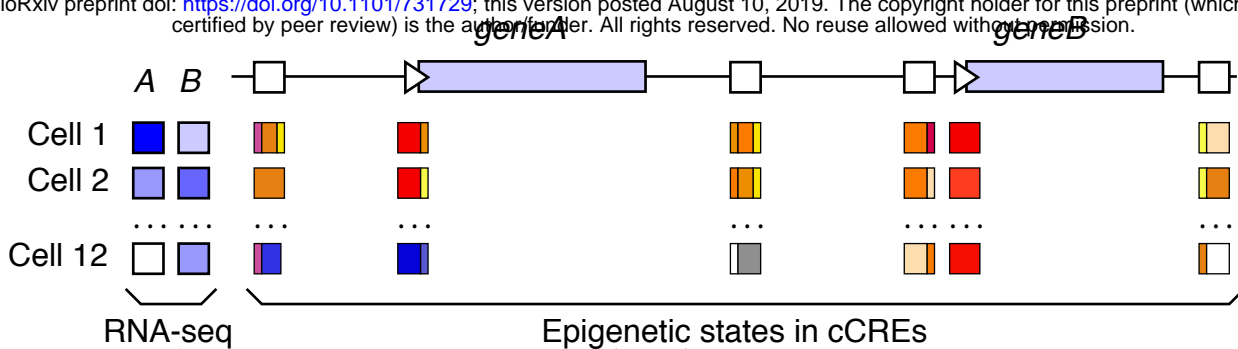 ioRxiv preprint doi: https://doi.org/10.1101/731729; this version posted August 10, 2019. The copyright holder for this preprint (which
certified by peer review) is the author/funder. All rights reserved. No reuse allowed without permission.
geneA geneB
A B
Cell 1
Cell 2
... ... ... ... ... ... ...
Cell 12
RNA-seq Epigenetic states in cCREs